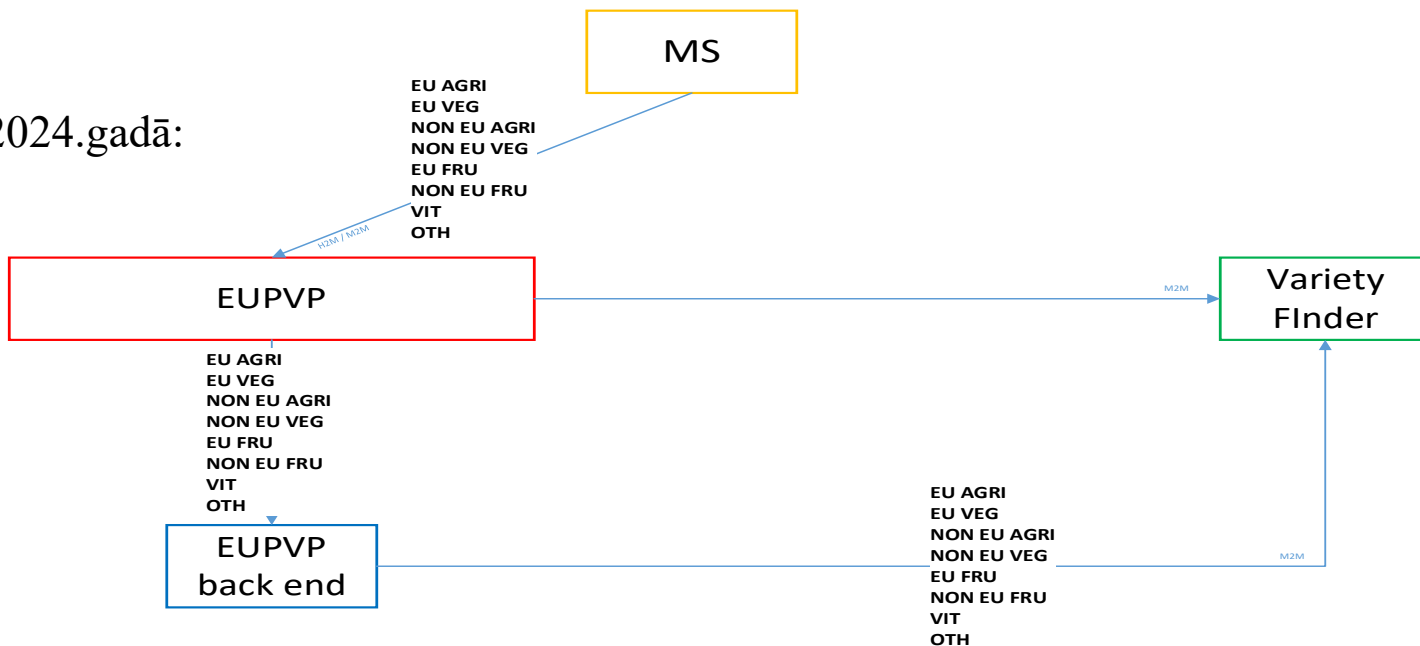 MS
EU AGRI
EU VEG
NON EU AGRI
NON EU VEG
EU FRU
NON EU FRU
VIT
OTH
2024.gadā:
H2M / M2M
EUPVP
M2M
Variety
FInder
EU AGRI
EU VEG
NON EU AGRI
NON EU VEG
EU FRU
NON EU FRU
VIT
OTH
EUPVP
back end
EU AGRI
EU VEG
NON EU AGRI
NON EU VEG
EU FRU
NON EU FRU
VIT
OTH
M2M